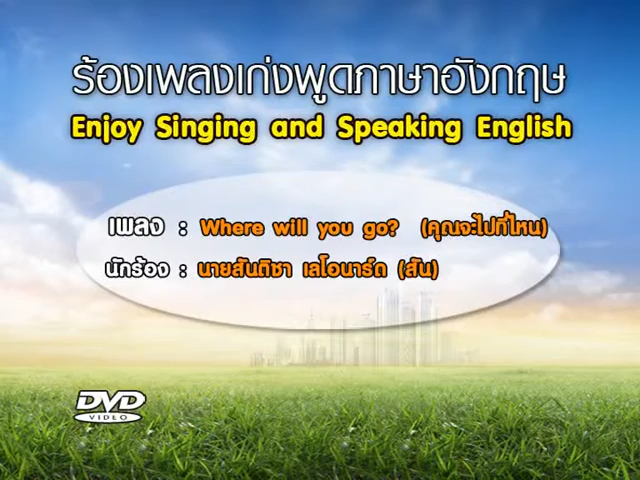 ร้องเพลงเก่งพูดภาษาอังกฤษ
Enjoy Singing and Speaking English
เพลง : Where will you go? (คุณจะไปที่ไหน)
นักร้อง : นายสันติชา เลโอนาร์ด (สัน)
DVD
VIDEO